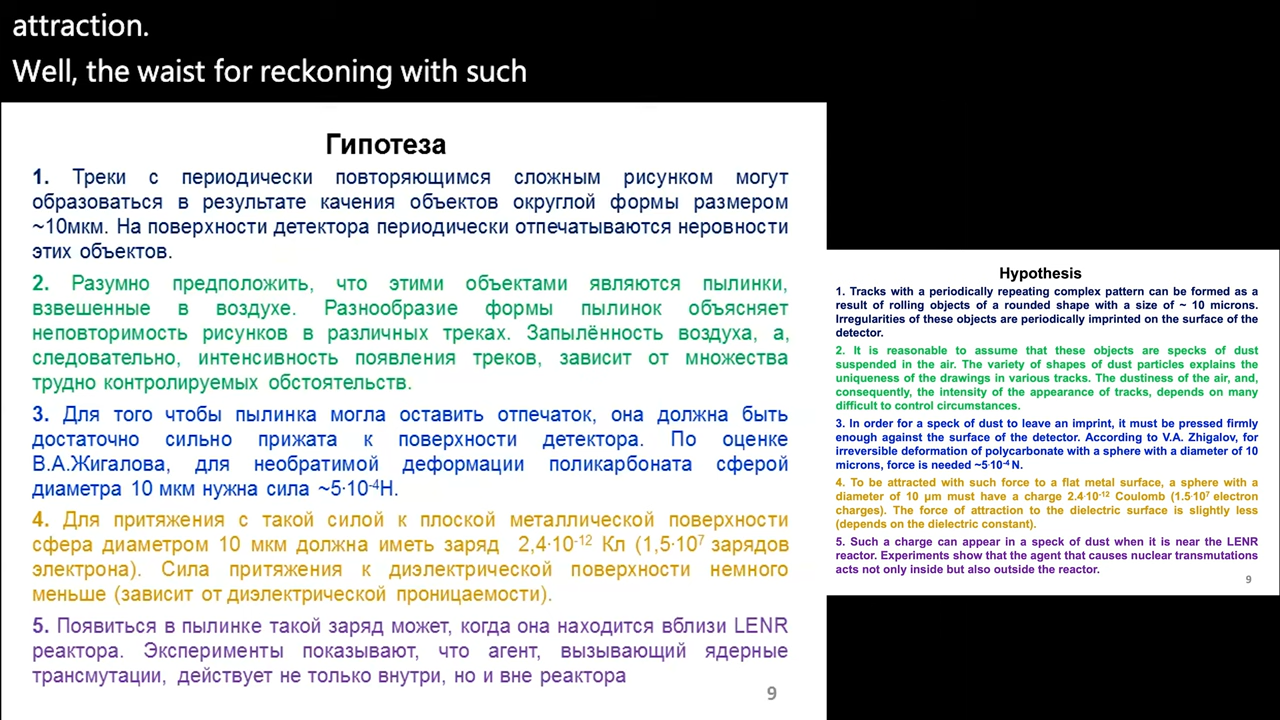 attraction.
Well, the waist for reckoning with such
Гипотеза
1. Треки с периодически повторяющимся сложным рисунком могут
образоваться в результате качения объектов округлой формы размером
~10мкм. На поверхности детектора периодически отпечатываются неровности
этих объектов.
2. Разумно предположить, что этими объектами являются пылинки,
взвешенные в воздухе. Разнообразие формы пылинок объясняет
неповторимость рисунков в различных треках. Запылённость воздуха, а,
следовательно, интенсивность появления треков, зависит от множества
трудно контролируемых обстоятельств.
3. Для того чтобы пылинка могла оставить отпечаток, она должна быть
достаточно сильно прижата к поверхности детектора. По оценке
В.А.Жигалова, для необратимой деформации поликарбоната сферой
диаметра 10 мкм нужна сила ~5·10⁻⁴Н.
4. Для притяжения с такой силой к плоской металлической поверхности
сфера диаметром 10 мкм должна иметь заряд 2,4·10⁻¹² Кл (1,5·10⁷ зарядов
электрона). Сила притяжения к диэлектрической поверхности немного
меньше (зависит от диэлектрической проницаемости).
5. Появиться в пылинке такой заряд может, когда она находится вблизи LENR
реактора. Эксперименты показывают, что агент, вызывающий ядерные
трансмутации, действует не только внутри, но и вне реактора
9
Hypothesis
1. Tracks with a periodically repeating complex pattern can be formed as a
result of rolling objects of a rounded shape with a size of ~ 10 microns.
Irregularities of these objects are periodically imprinted on the surface of the
detector.
2. It is reasonable to assume that these objects are specks of dust
suspended in the air. The variety of shapes of dust particles explains the
uniqueness of the drawings in various tracks. The dustiness of the air, and,
consequently, the intensity of the appearance of tracks, depends on many
difficult to control circumstances.
3. In order for a speck of dust to leave an imprint, it must be pressed firmly
enough against the surface of the detector. According to V.A. Zhigalov, for
irreversible deformation of polycarbonate with a sphere with a diameter of 10
microns, force is needed ~5·10⁻⁴ N.
4. To be attracted with such force to a flat metal surface, a sphere with a
diameter of 10 μm must have a charge 2.4·10⁻¹² Coulomb (1.5·10⁷ electron
charges). The force of attraction to the dielectric surface is slightly less
(depends on the dielectric constant).
5. Such a charge can appear in a speck of dust when it is near the LENR
reactor. Experiments show that the agent that causes nuclear transmutations
acts not only inside but also outside the reactor.
9